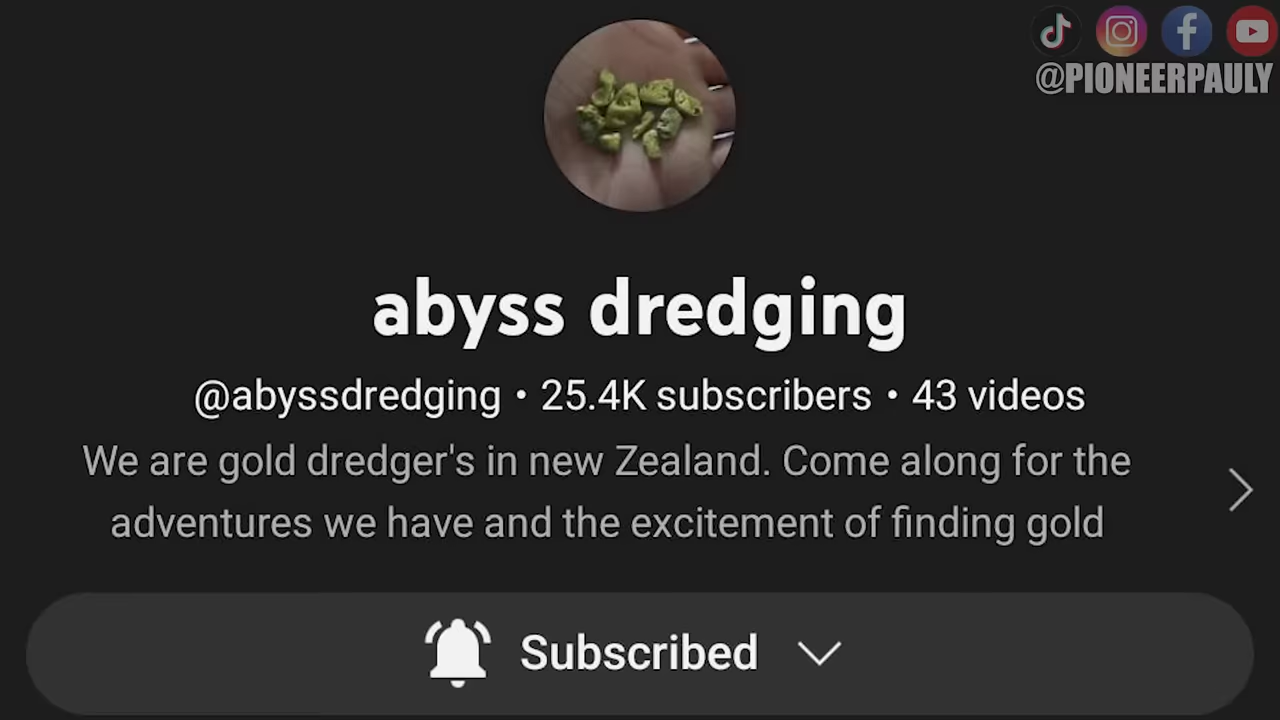 @PIONEERPAULY
abyss dredging
@abyssdredging • 25.4K subscribers • 43 videos
We are gold dredger's in new Zealand. Come along for the
adventures we have and the excitement of finding gold
Subscribed